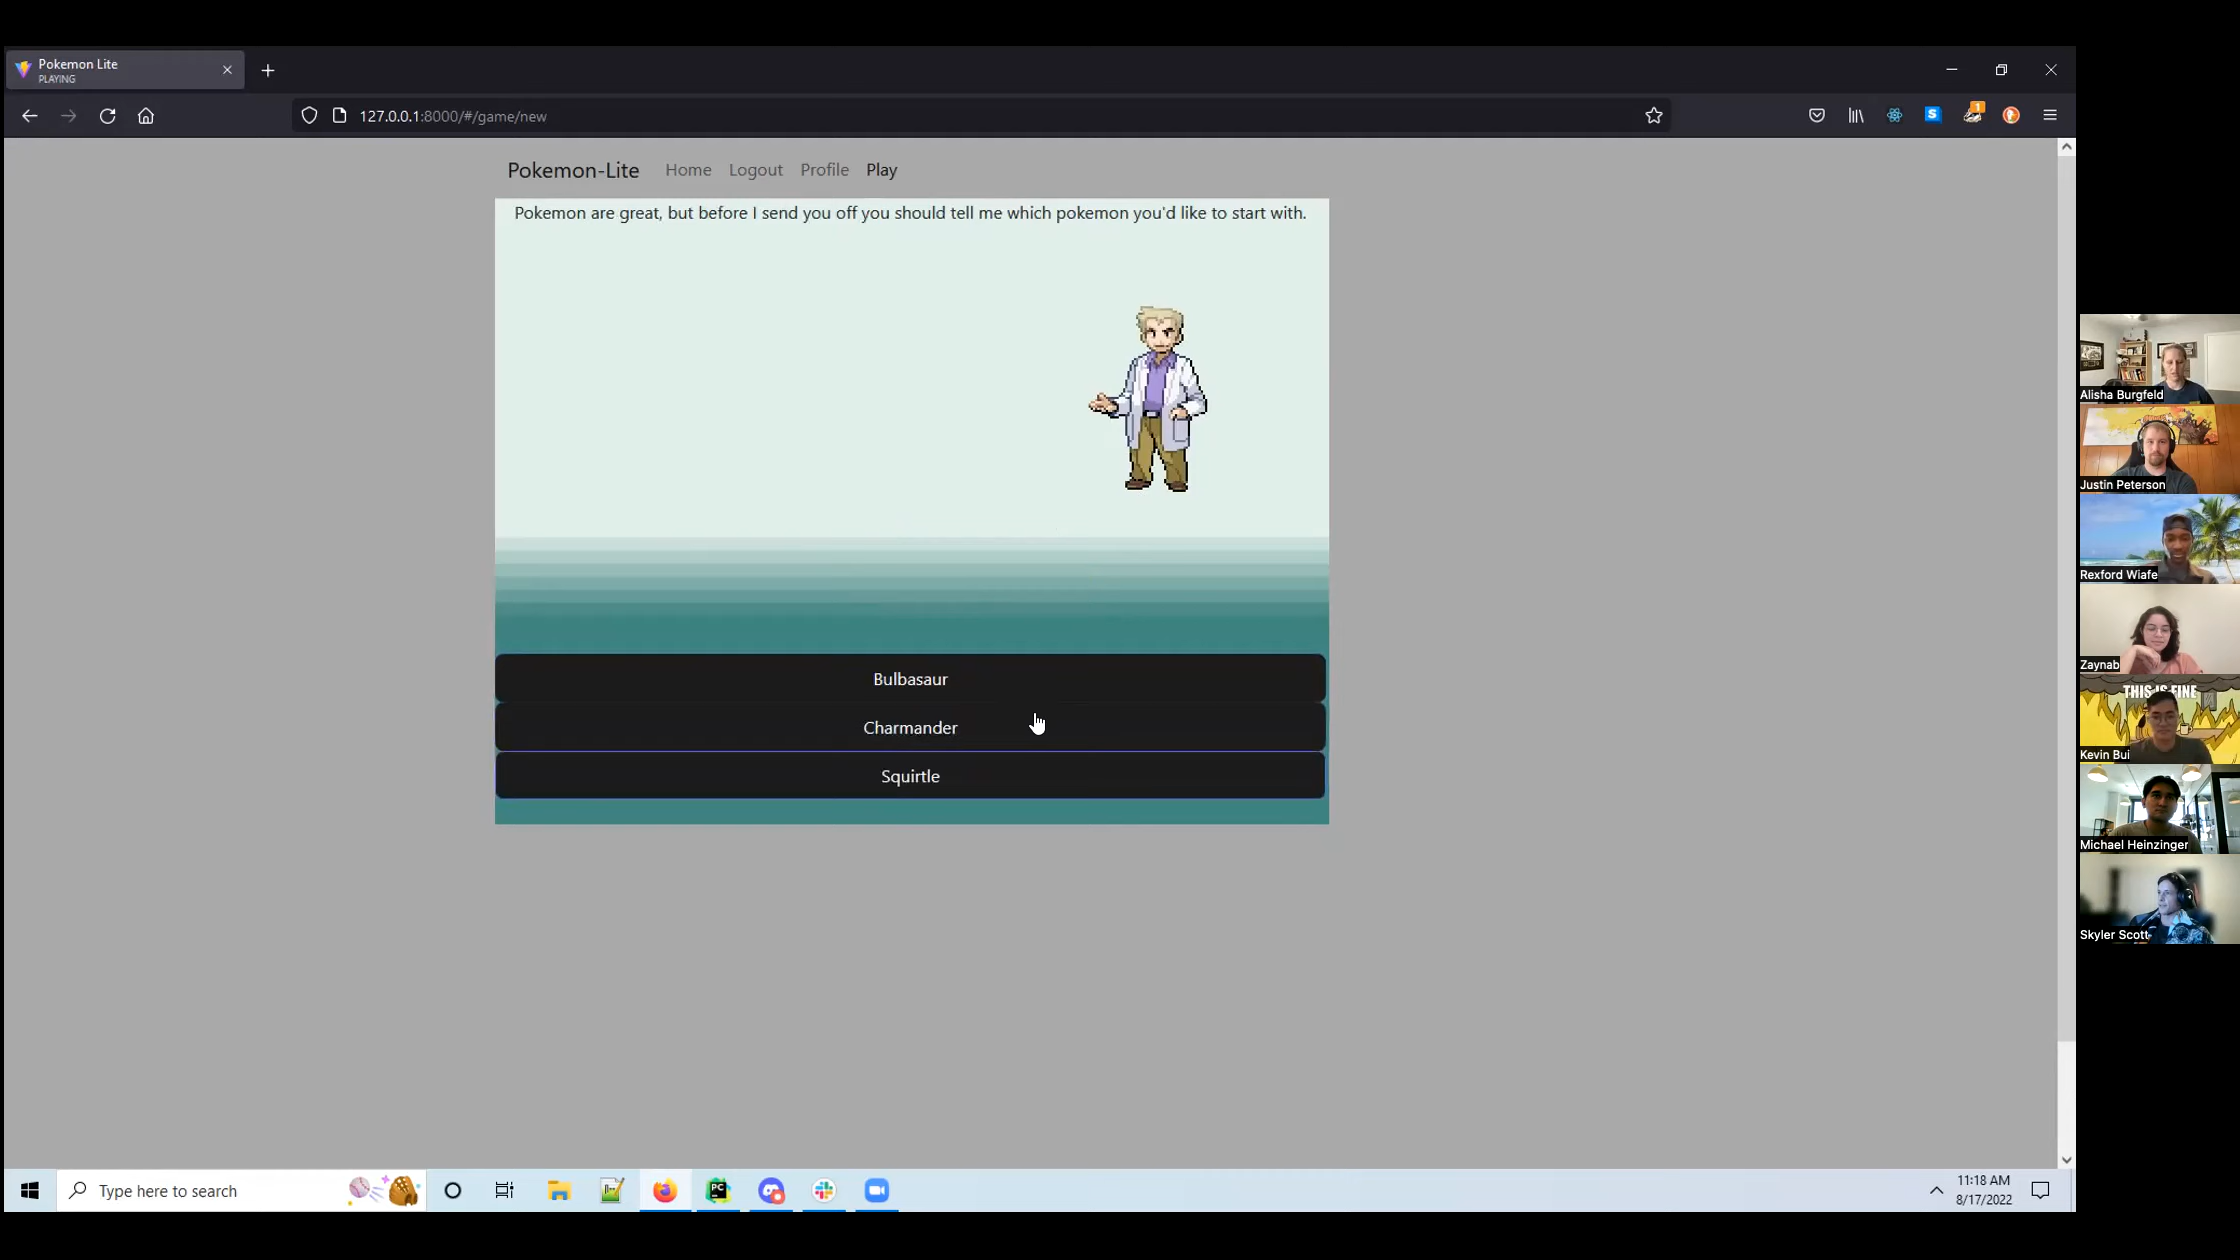 Pokemon Lite
PLAYING
127.0.0.1:8000/#/game/new
S
1
Pokemon-Lite Home Logout Profile Play
Pokemon are great, but before I send you off you should tell me which pokemon you'd like to start with.
Bulbasaur
Charmander
Squirtle
Alisha Burgfeld
Justin Peterson
Rexford Wiafe
Zaynab
THIS IS FINE
Kevin Bui
Michael Heinzinger
Skyler Scott
Type here to search
PC
11:18 AM
8/17/2022